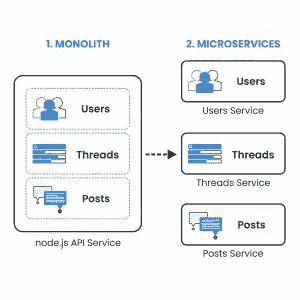 1. MONOLITH
Users
Threads
Posts
node.js API Service
2. MICROSERVICES
Users
Users Service
Threads
Threads Service
Posts
Posts Service